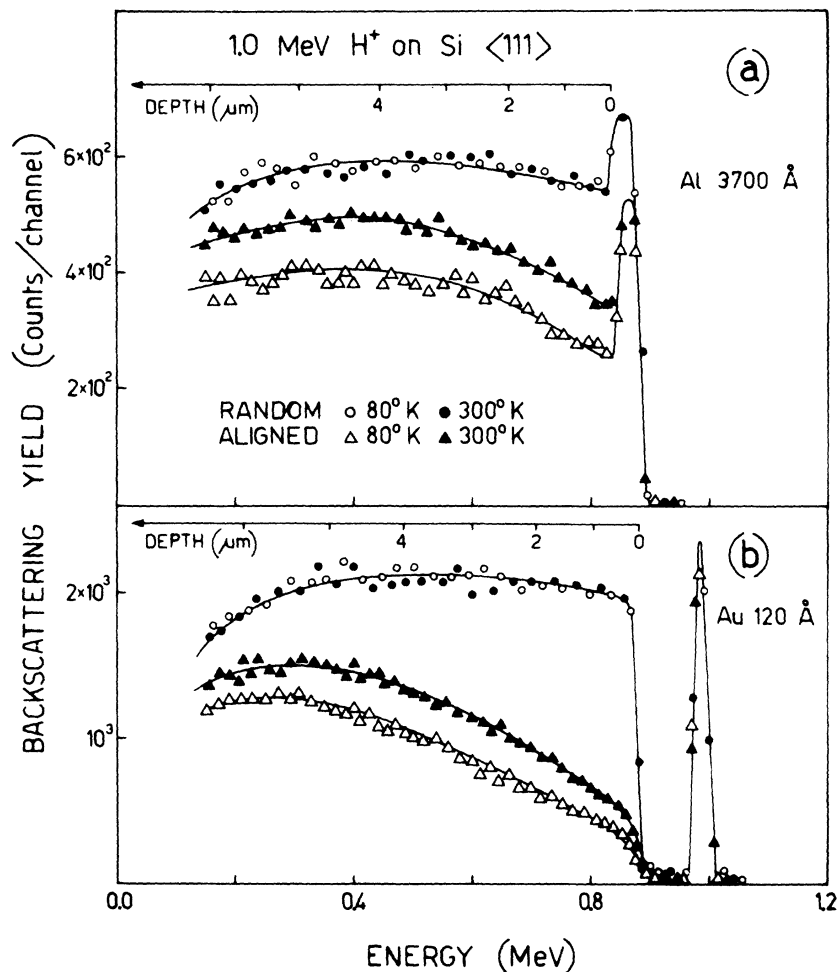 1.0 MeV H+ on Si ⟨111⟩
(a)
DEPTH (μm) 4 2 0
6×10²
Al 3700 Å
4×10²
2×10²
RANDOM ○ 80°K ● 300°K
ALIGNED △ 80°K ▲ 300°K
BACKSCATTERING YIELD (Counts/channel)
DEPTH (μm) 4 2 0
(b)
2×10³
Au 120 Å
10³
0.0 0.4 0.8 1.2
ENERGY (MeV)